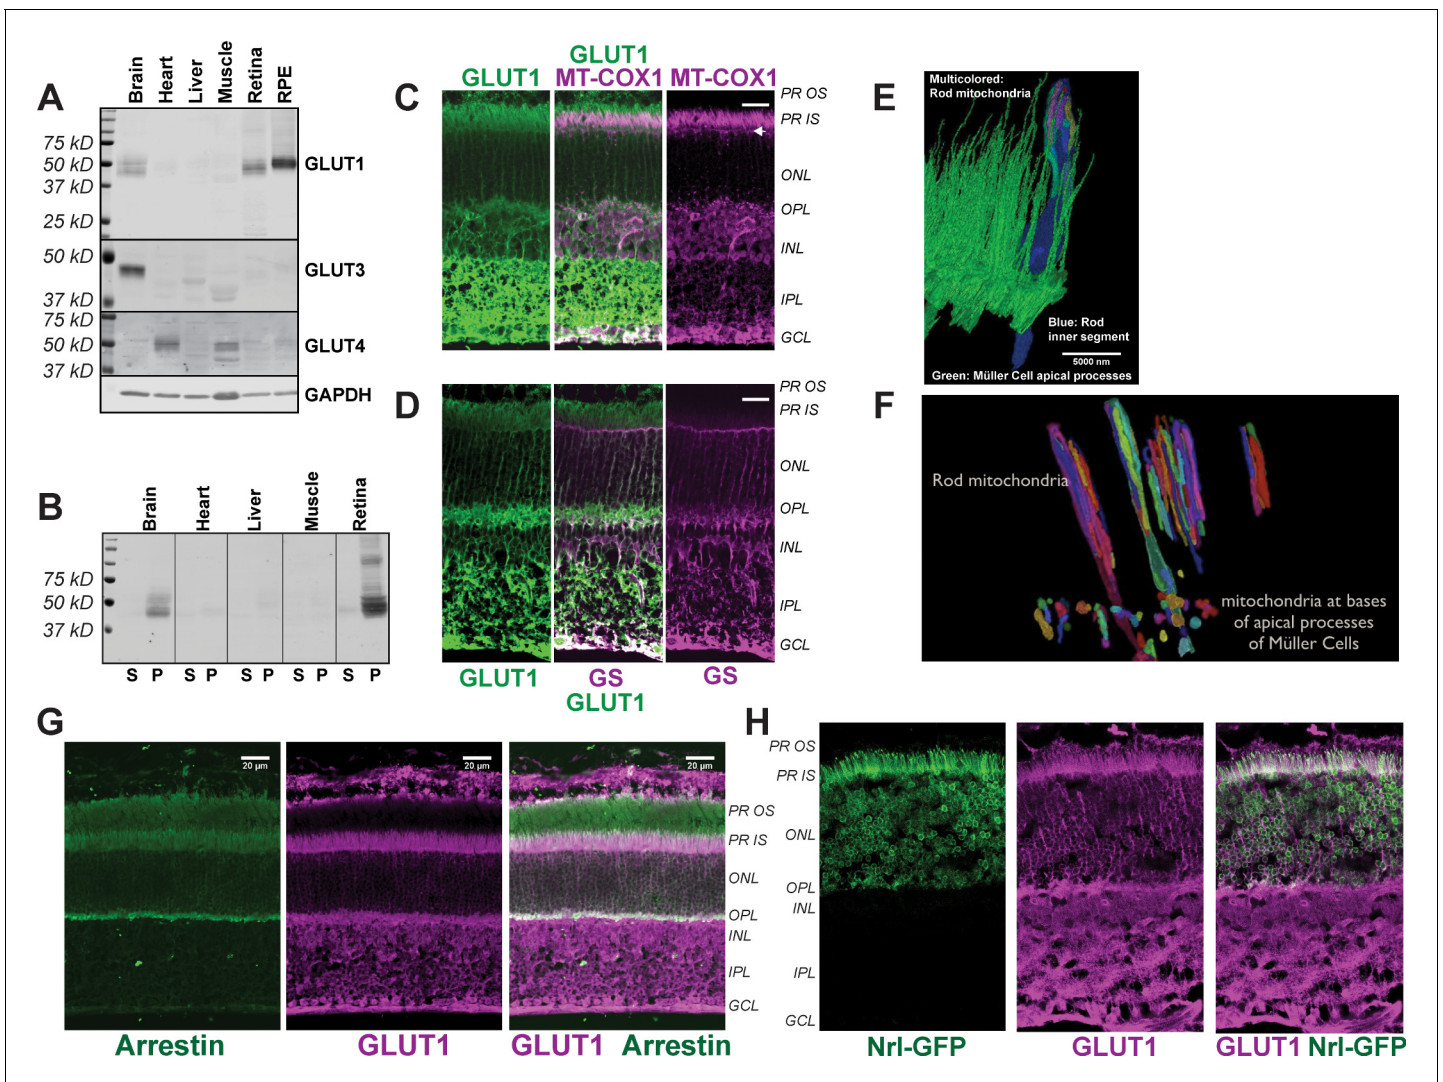 A
Brain
Heart
Liver
Muscle
Retina
RPE
75 kD
50 kD
37 kD
25 kD
GLUT1
50 kD
37 kD
GLUT3
75 kD
50 kD
37 kD
GLUT4
GAPDH
B
Brain
Heart
Liver
Muscle
Retina
75 kD
50 kD
37 kD
S P S P S P S P S P
C
GLUT1
GLUT1
MT-COX1
MT-COX1
PR OS
PR IS
ONL
OPL
INL
IPL
GCL
D
PR OS
PR IS
ONL
OPL
INL
IPL
GCL
GLUT1
GS
GLUT1
GS
E
Multicolored:
Rod mitochondria
Blue: Rod
inner segment
5000 nm
Green: Müller Cell apical processes
F
Rod mitochondria
mitochondria at bases
of apical processes
of Müller Cells
G
20 µm
20 µm
20 µm
PR OS
PR IS
ONL
OPL
INL
IPL
GCL
Arrestin
GLUT1
GLUT1 Arrestin
H
PR OS
PR IS
ONL
OPL
INL
IPL
GCL
Nrl-GFP
GLUT1
GLUT1 Nrl-GFP